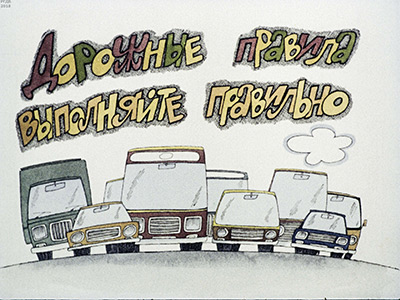 Дорожные правила
выполняйте правильно